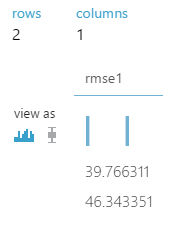 rows columns
2 1
rmse1
view as
39.766311
46.343351